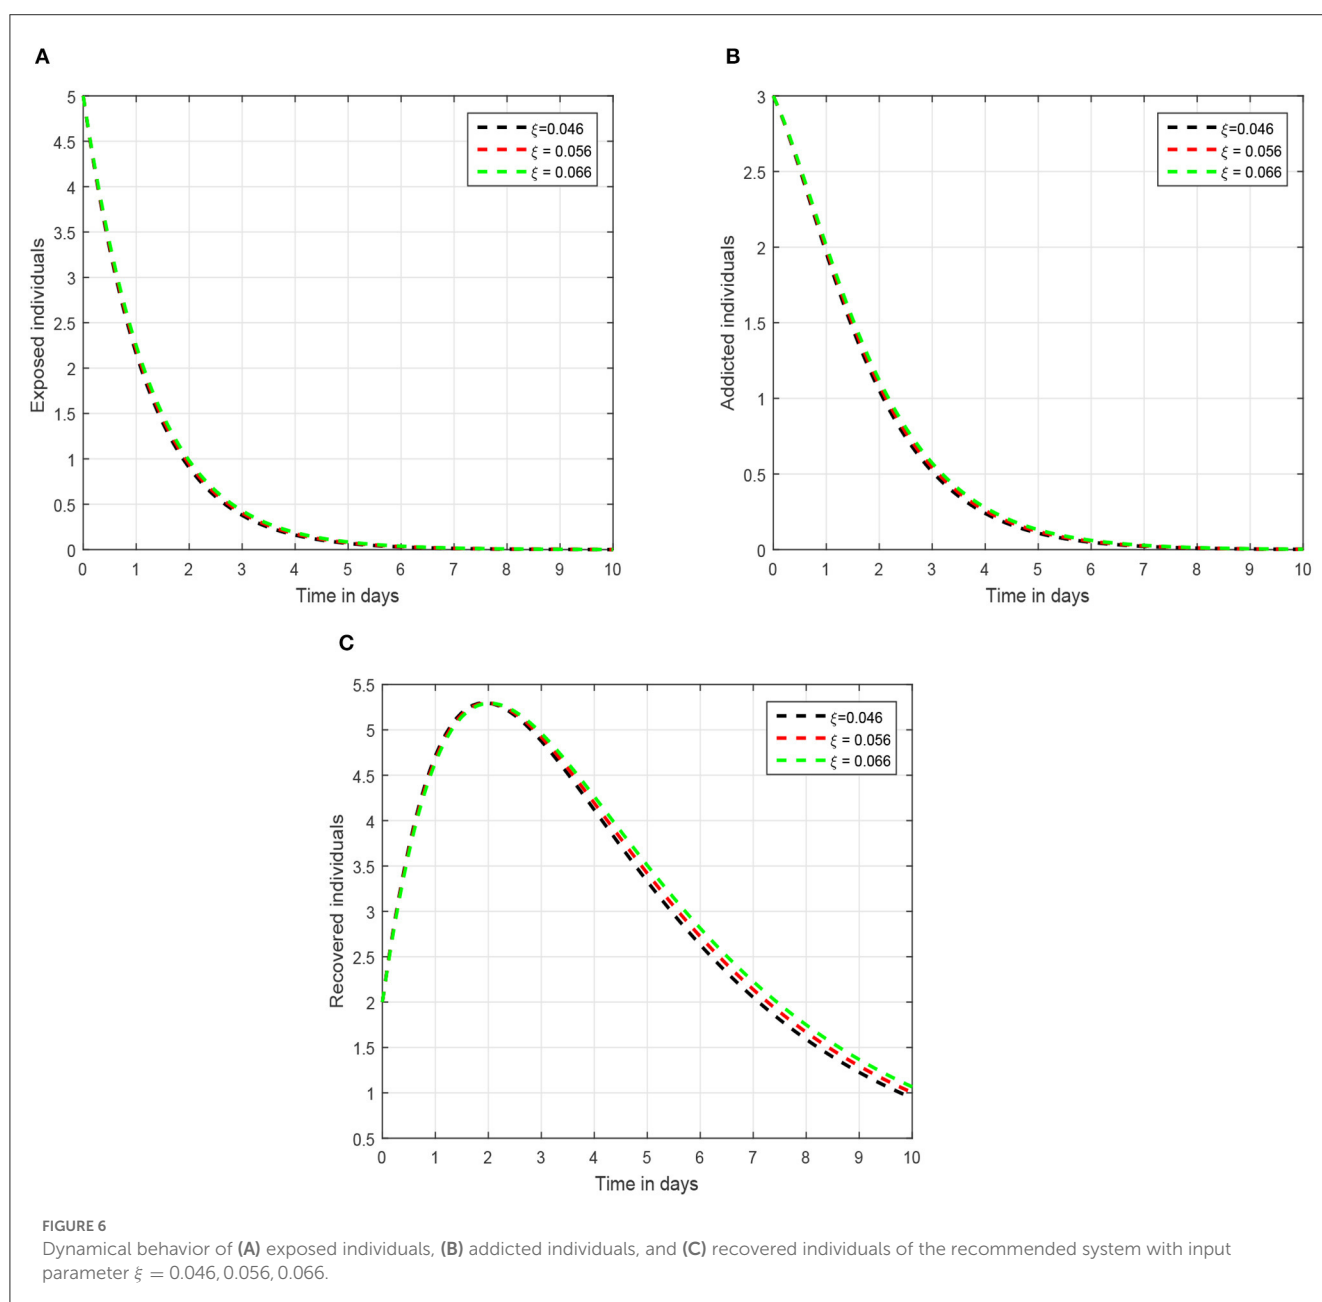 A
5
4.5
4
3.5
3
2.5
2
1.5
1
0.5
0
Exposed individuals
ξ=0.046
ξ = 0.056
ξ = 0.066
0 1 2 3 4 5 6 7 8 9 10
Time in days
B
3
2.5
2
1.5
1
0.5
0
Addicted individuals
ξ=0.046
ξ = 0.056
ξ = 0.066
0 1 2 3 4 5 6 7 8 9 10
Time in days
C
5.5
5
4.5
4
3.5
3
2.5
2
1.5
1
0.5
Recovered individuals
ξ=0.046
ξ = 0.056
ξ = 0.066
0 1 2 3 4 5 6 7 8 9 10
Time in days
FIGURE 6
Dynamical behavior of (A) exposed individuals, (B) addicted individuals, and (C) recovered individuals of the recommended system with input
parameter ξ = 0.046, 0.056, 0.066.